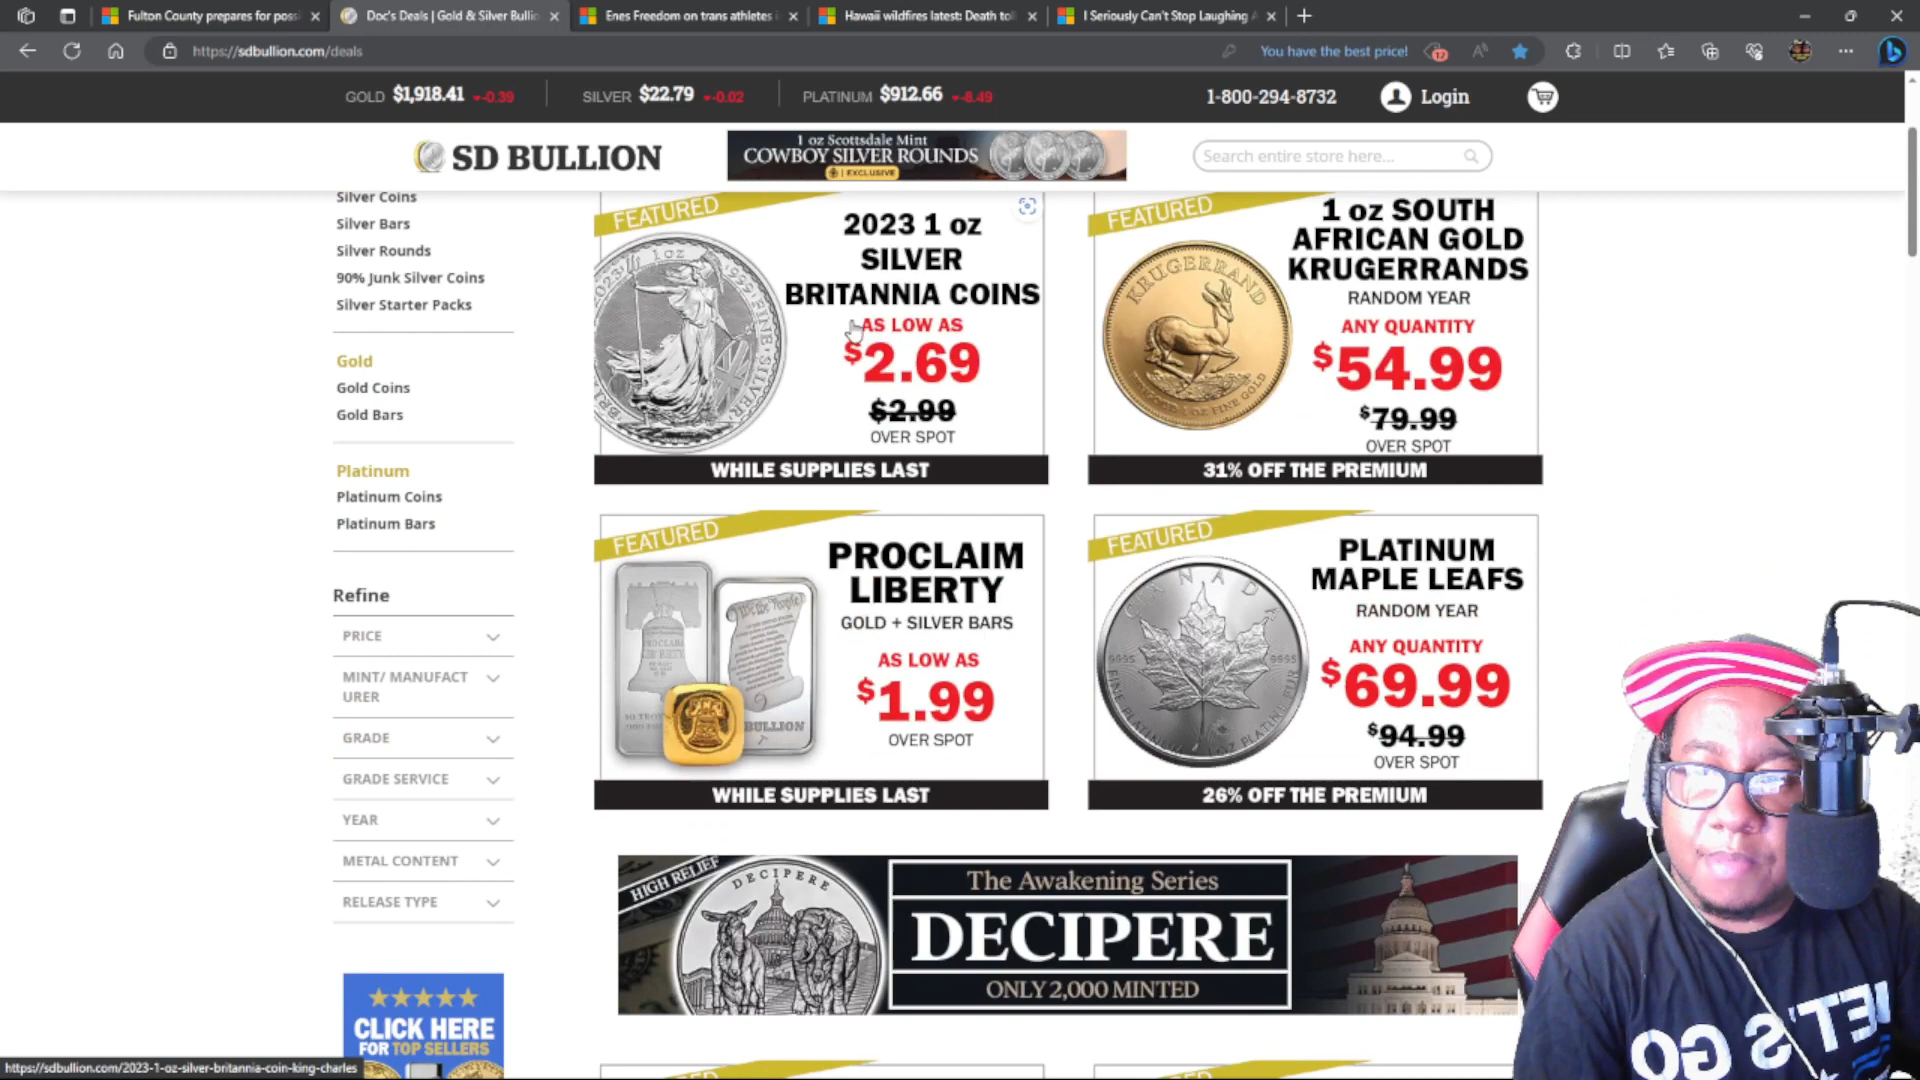 Fulton County prepares for poss
Doc's Deals | Gold & Silver Bullio
Enes Freedom on trans athletes i
Hawaii wildfires latest: Death to
I Seriously Can't Stop Laughing A
https://sdbullion.com/deals
You have the best price!
17
GOLD $1,918.41 -0.39
SILVER $22.79 -0.02
PLATINUM $912.66 -8.49
1-800-294-8732
Login
SD BULLION
1 oz Scottsdale Mint
COWBOY SILVER ROUNDS
EXCLUSIVE
Search entire store here...
Silver Coins
Silver Bars
Silver Rounds
90% Junk Silver Coins
Silver Starter Packs
Gold
Gold Coins
Gold Bars
Platinum
Platinum Coins
Platinum Bars
Refine
PRICE
MINT/ MANUFACT
URER
GRADE
GRADE SERVICE
YEAR
METAL CONTENT
RELEASE TYPE
CLICK HERE
FOR TOP SELLERS
FEATURED
2023 1 oz
SILVER
BRITANNIA COINS
AS LOW AS
$2.69
$2.99
OVER SPOT
WHILE SUPPLIES LAST
FEATURED
1 oz SOUTH
AFRICAN GOLD
KRUGERRANDS
RANDOM YEAR
ANY QUANTITY
$54.99
$79.99
OVER SPOT
31% OFF THE PREMIUM
KRUGERRAND
FEATURED
PROCLAIM
LIBERTY
GOLD + SILVER BARS
AS LOW AS
$1.99
OVER SPOT
WHILE SUPPLIES LAST
BULLION
FEATURED
PLATINUM
MAPLE LEAFS
RANDOM YEAR
ANY QUANTITY
$69.99
$94.99
OVER SPOT
26% OFF THE PREMIUM
CANADA
HIGH RELIEF
DECIPERE
The Awakening Series
DECIPERE
ONLY 2,000 MINTED
FEATURED
FEATURED
https://sdbullion.com/2023-1-oz-silver-britannia-coin-king-charles
LET'S GO